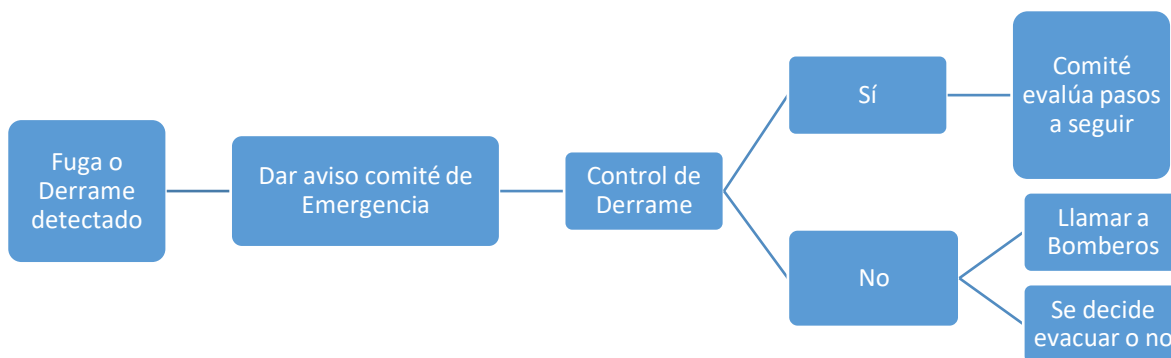 Fuga o
Derrame
detectado
Dar aviso comité de
Emergencia
Control de
Derrame
Sí
Comité
evalúa pasos
a seguir
No
Llamar a
Bomberos
Se decide
evacuar o no